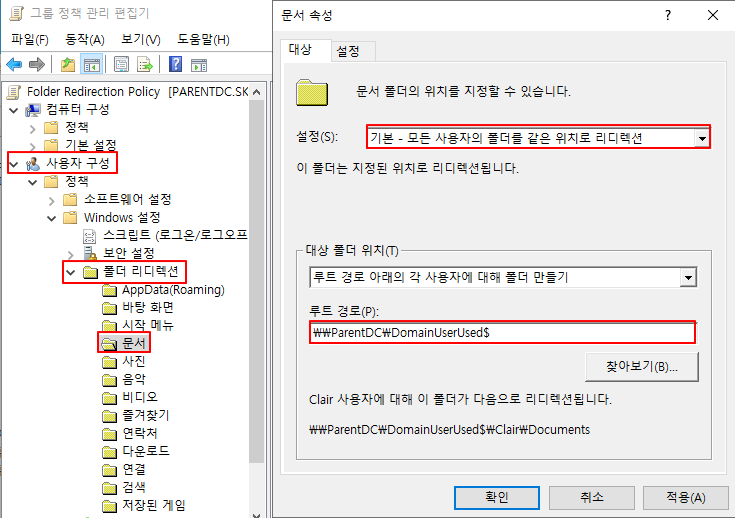 그룹 정책 관리 편집기
파일(F) 동작(A) 보기(V) 도움말(H)
Folder Redirection Policy [PARENTDC.SK
컴퓨터 구성
정책
기본 설정
사용자 구성
정책
소프트웨어 설정
Windows 설정
스크립트 (로그온/로그오프
보안 설정
폴더 리디렉션
AppData(Roaming)
바탕 화면
시작 메뉴
문서
사진
음악
비디오
즐겨찾기
연락처
다운로드
연결
검색
저장된 게임
문서 속성
대상 설정
문서 폴더의 위치를 지정할 수 있습니다.
설정(S): 기본 - 모든 사용자의 폴더를 같은 위치로 리디렉션
이 폴더는 지정된 위치로 리디렉션됩니다.
대상 폴더 위치(T)
루트 경로 아래의 각 사용자에 대해 폴더 만들기
루트 경로(P):
₩₩ParentDC₩DomainUserUsed$
찾아보기(B)...
Clair 사용자에 대해 이 폴더가 다음으로 리디렉션됩니다.
₩₩ParentDC₩DomainUserUsed$₩Clair₩Documents
확인 취소 적용(A)